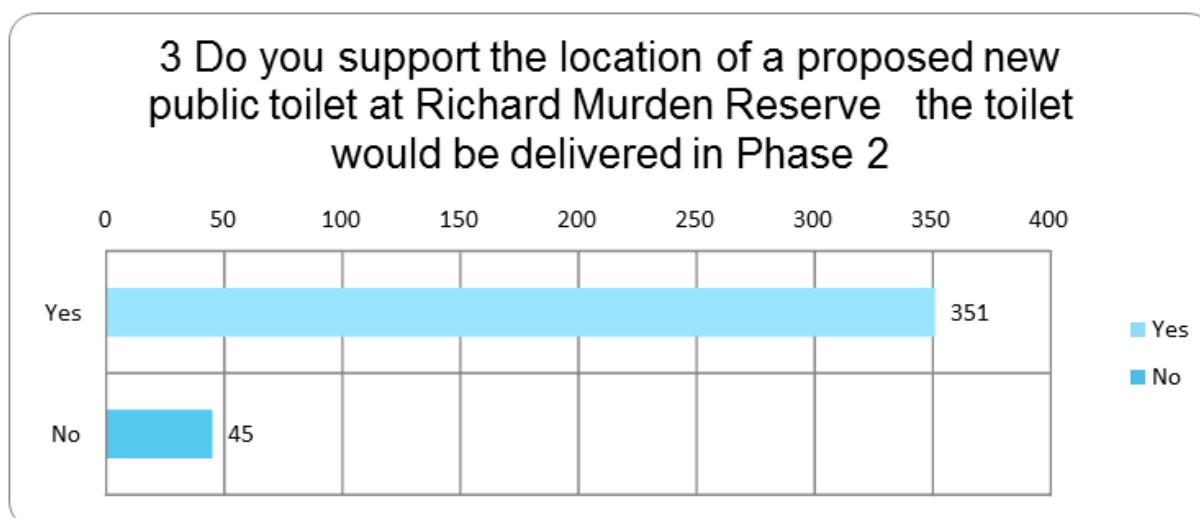 3 Do you support the location of a proposed new
public toilet at Richard Murden Reserve   the toilet
would be delivered in Phase 2
0 50 100 150 200 250 300 350 400
Yes 351
Yes
No
No 45